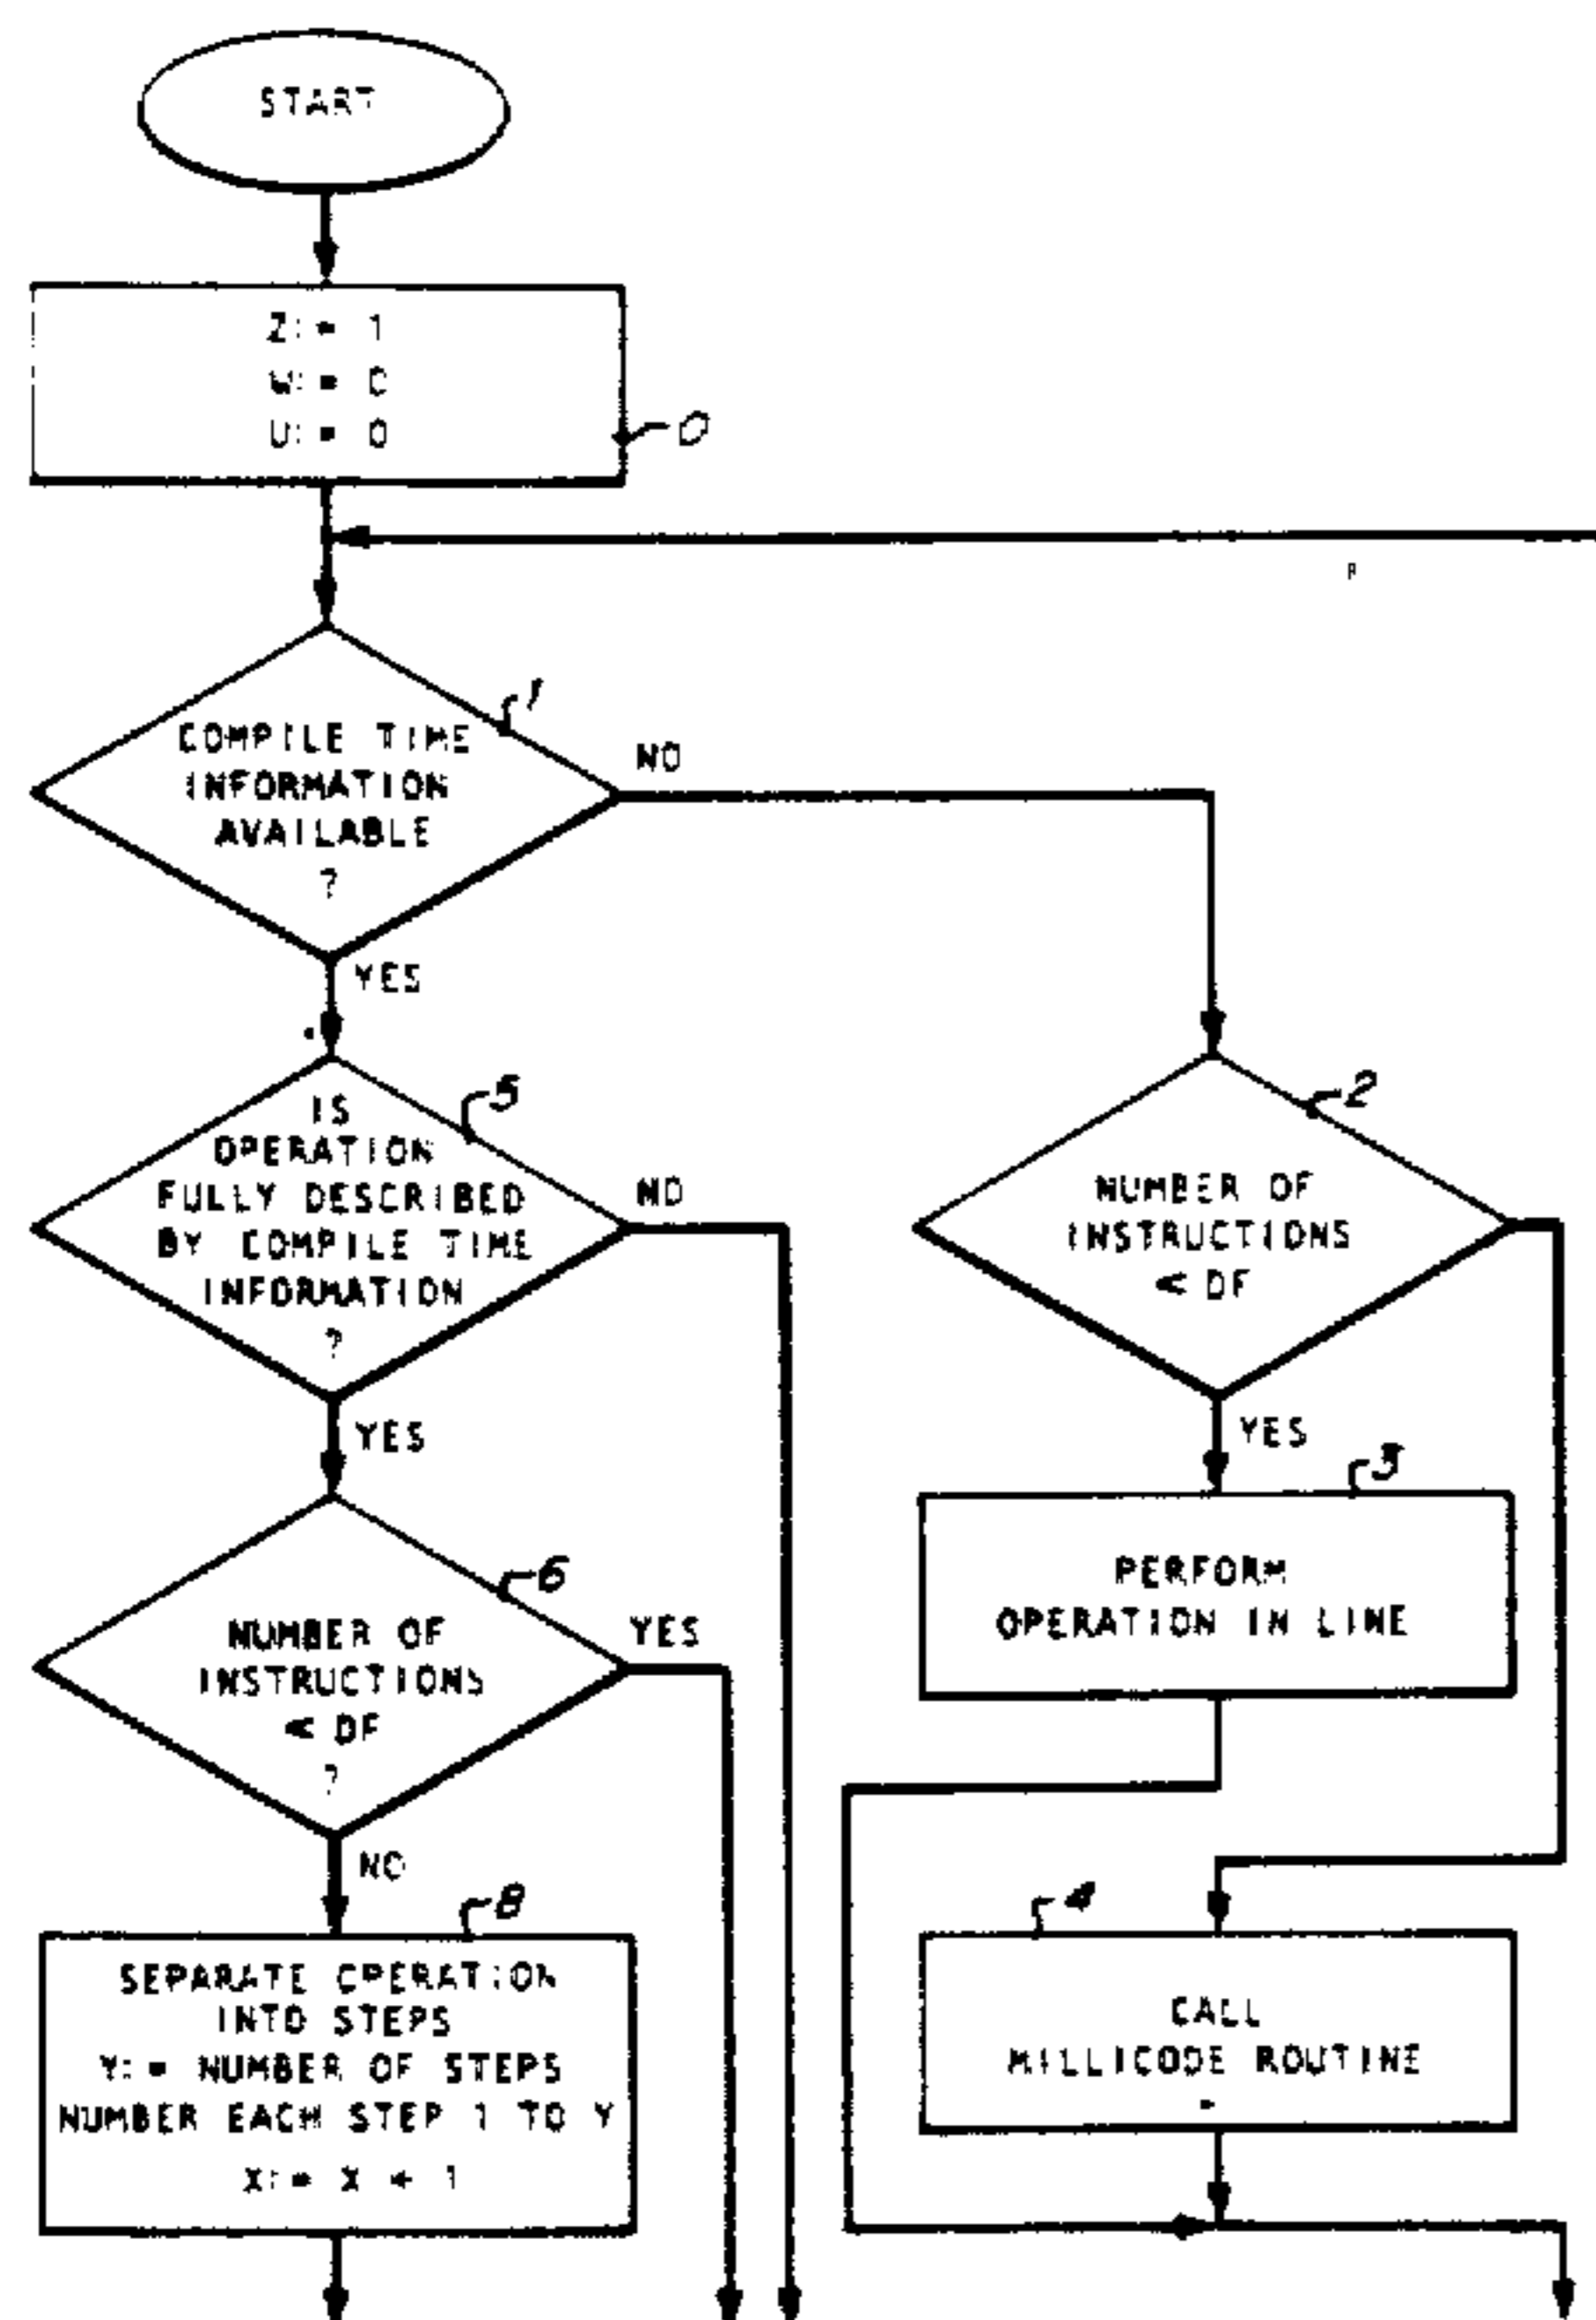 START
Z: = 1
W: = 0
U: = 0
0
1
COMPILE TIME
INFORMATION
AVAILABLE
?
NO
YES
5
IS
OPERATION
FULLY DESCRIBED
BY COMPILE TIME
INFORMATION
?
NO
YES
2
NUMBER OF
INSTRUCTIONS
< DF
YES
3
PERFORM
OPERATION IN LINE
6
NUMBER OF
INSTRUCTIONS
< DF
?
YES
NO
8
SEPARATE OPERATION
INTO STEPS
Y: = NUMBER OF STEPS
NUMBER EACH STEP 1 TO Y
X: = X + 1
4
CALL
MILLICODE ROUTINE